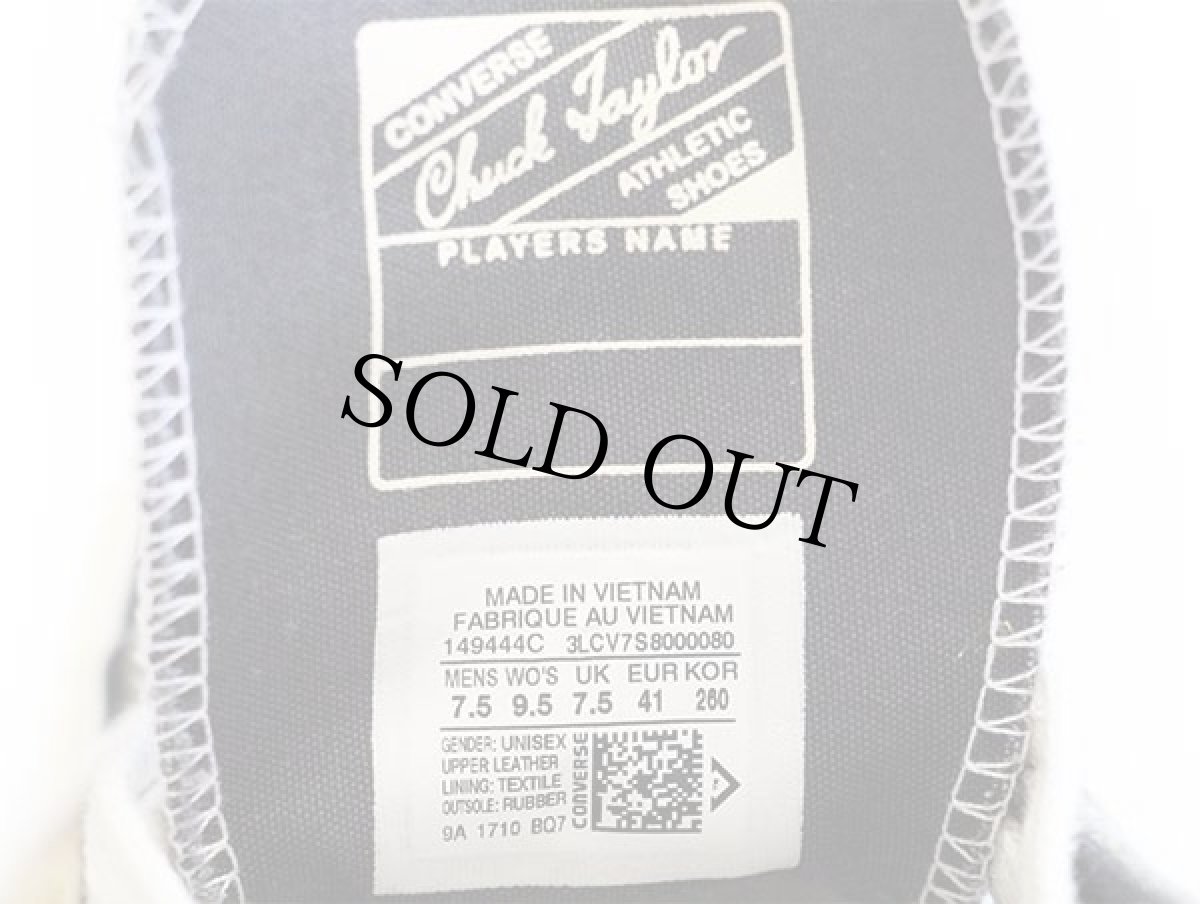 CONVERSE
Chuck Taylor
ATHLETIC
SHOES
PLAYERS NAME
SOLD OUT
MADE IN VIETNAM
FABRIQUE AU VIETNAM
149444C 3LCV7S8000080
MENS WO'S UK EUR KOR
7.5 9.5 7.5 41 260
GENDER: UNISEX
UPPER LEATHER
LINING: TEXTILE
OUTSOLE: RUBBER
9A 1710 BQ7
CONVERSE